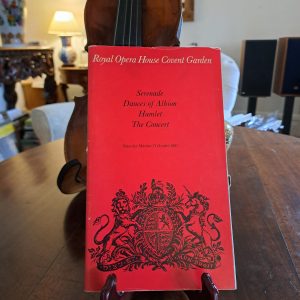 Royal Opera House Covent Garden
Serenade
Dances of Albion
Hamlet
The Concert